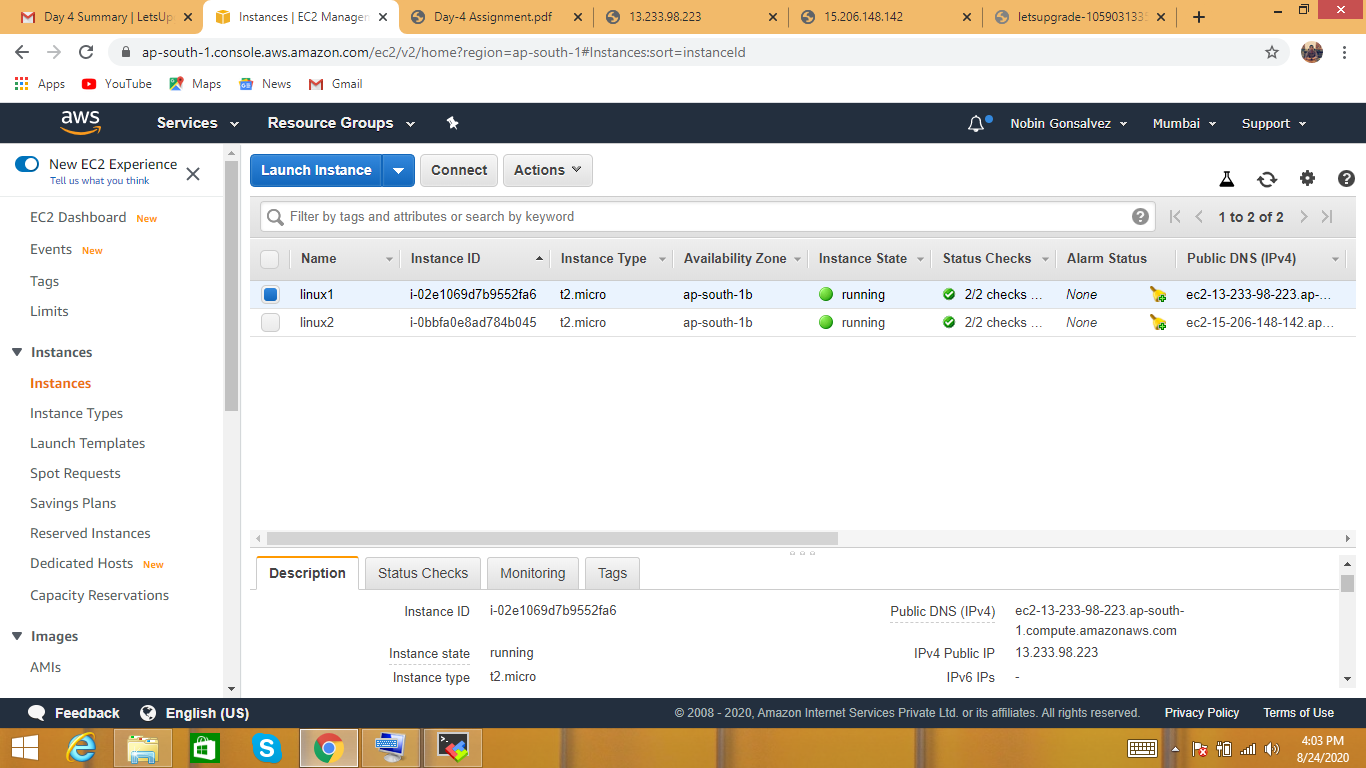 Day 4 Summary | LetsUp
Instances | EC2 Manager
Day-4 Assignment.pdf
13.233.98.223
15.206.148.142
letsupgrade-1059031335
ap-south-1.console.aws.amazon.com/ec2/v2/home?region=ap-south-1#Instances:sort=instanceId
Apps YouTube Maps News Gmail
aws Services Resource Groups Nobin Gonsalvez Mumbai Support
New EC2 Experience
Tell us what you think
EC2 Dashboard New
Events New
Tags
Limits
Instances
Instances
Instance Types
Launch Templates
Spot Requests
Savings Plans
Reserved Instances
Dedicated Hosts New
Capacity Reservations
Images
AMIs
Launch Instance Connect Actions
Filter by tags and attributes or search by keyword 1 to 2 of 2
Name Instance ID Instance Type Availability Zone Instance State Status Checks Alarm Status Public DNS (IPv4)
linux1 i-02e1069d7b9552fa6 t2.micro ap-south-1b running 2/2 checks ... None ec2-13-233-98-223.ap-...
linux2 i-0bbfa0e8ad784b045 t2.micro ap-south-1b running 2/2 checks ... None ec2-15-206-148-142.ap...
Description Status Checks Monitoring Tags
Instance ID i-02e1069d7b9552fa6
Instance state running
Instance type t2.micro
Public DNS (IPv4) ec2-13-233-98-223.ap-south-
1.compute.amazonaws.com
IPv4 Public IP 13.233.98.223
IPv6 IPs -
Feedback English (US) © 2008 - 2020, Amazon Internet Services Private Ltd. or its affiliates. All rights reserved. Privacy Policy Terms of Use
4:03 PM
8/24/2020